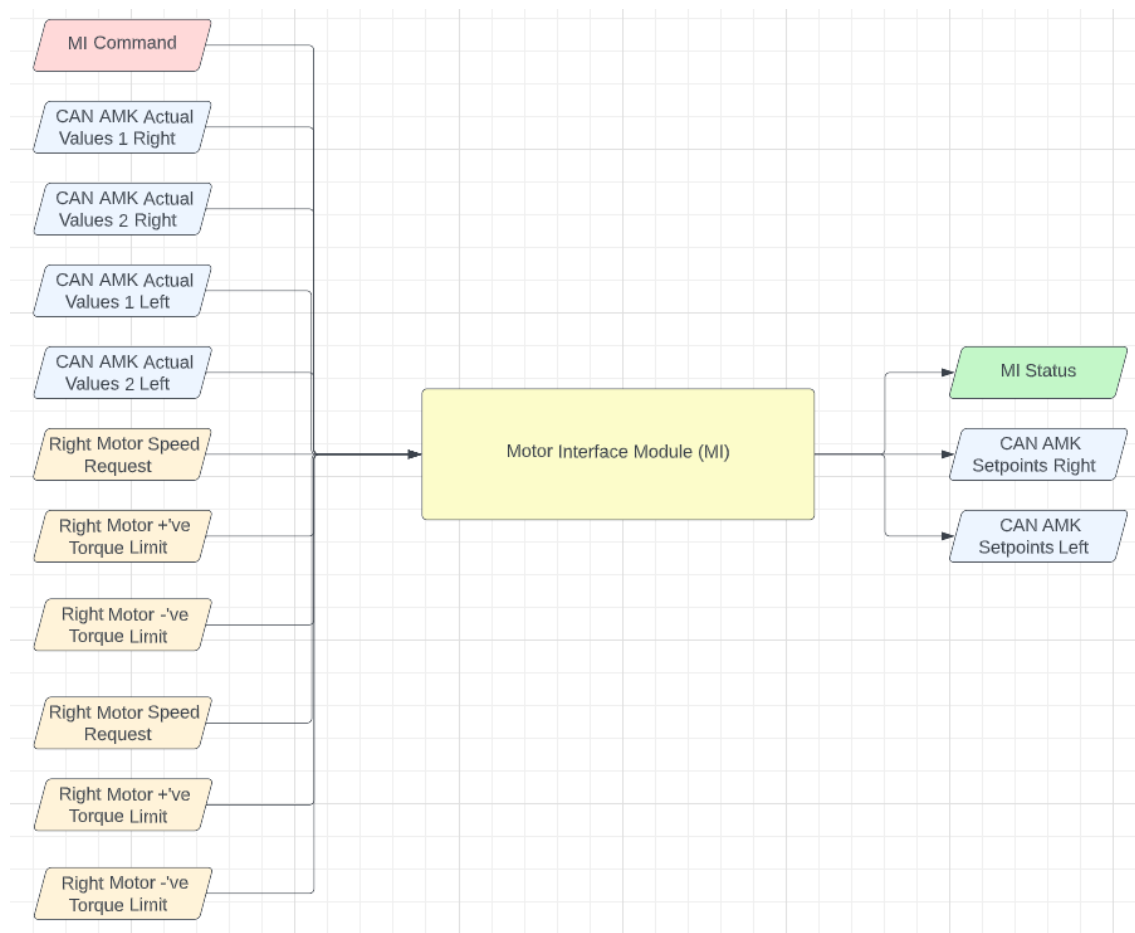 MI Command
CAN AMK Actual
Values 1 Right
CAN AMK Actual
Values 2 Right
CAN AMK Actual
Values 1 Left
CAN AMK Actual
Values 2 Left
Right Motor Speed
Request
Right Motor +'ve
Torque Limit
Right Motor -'ve
Torque Limit
Right Motor Speed
Request
Right Motor +'ve
Torque Limit
Right Motor -'ve
Torque Limit
Motor Interface Module (MI)
MI Status
CAN AMK
Setpoints Right
CAN AMK
Setpoints Left